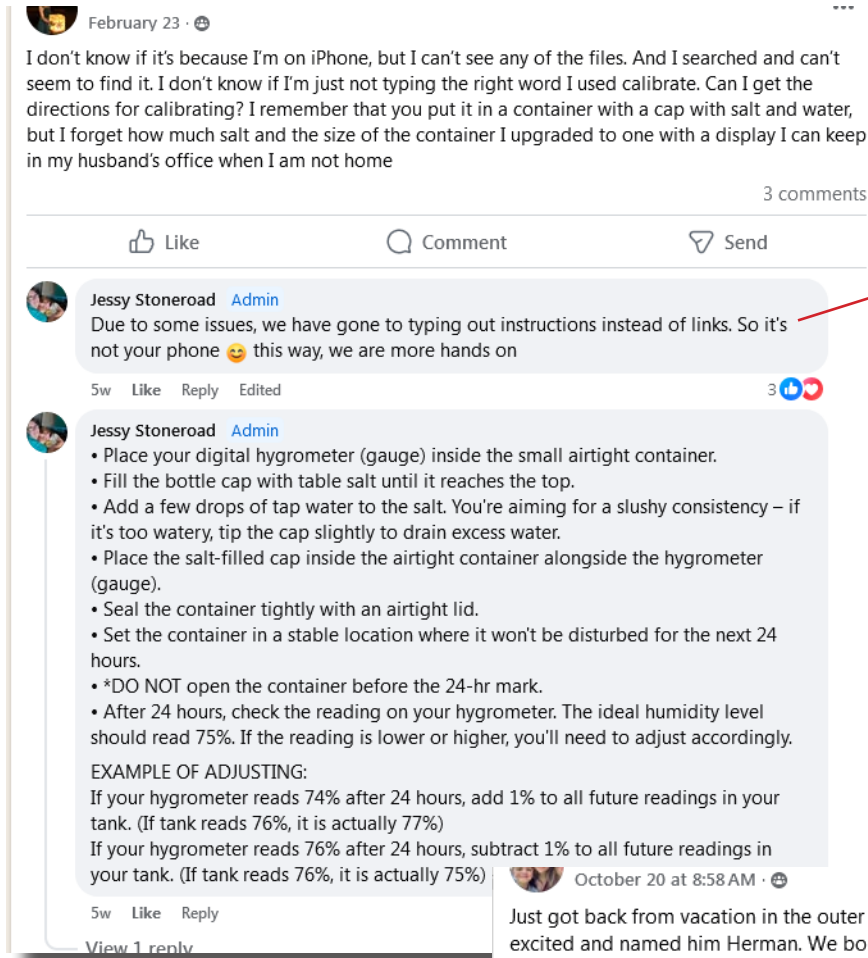 February 23 ·
I don't know if it's because I'm on iPhone, but I can't see any of the files. And I searched and can't
seem to find it. I don't know if I'm just not typing the right word I used calibrate. Can I get the
directions for calibrating? I remember that you put it in a container with a cap with salt and water,
but I forget how much salt and the size of the container I upgraded to one with a display I can keep
in my husband's office when I am not home
3 comments
Like Comment Send
Jessy Stoneroad Admin
Due to some issues, we have gone to typing out instructions instead of links. So it's
not your phone 😊 this way, we are more hands on
5w Like Reply Edited 3
Jessy Stoneroad Admin
• Place your digital hygrometer (gauge) inside the small airtight container.
• Fill the bottle cap with table salt until it reaches the top.
• Add a few drops of tap water to the salt. You're aiming for a slushy consistency – if
it's too watery, tip the cap slightly to drain excess water.
• Place the salt-filled cap inside the airtight container alongside the hygrometer
(gauge).
• Seal the container tightly with an airtight lid.
• Set the container in a stable location where it won't be disturbed for the next 24
hours.
• *DO NOT open the container before the 24-hr mark.
• After 24 hours, check the reading on your hygrometer. The ideal humidity level
should read 75%. If the reading is lower or higher, you'll need to adjust accordingly.
EXAMPLE OF ADJUSTING:
If your hygrometer reads 74% after 24 hours, add 1% to all future readings in your
tank. (If tank reads 76%, it is actually 77%)
If your hygrometer reads 76% after 24 hours, subtract 1% to all future readings in
your tank. (If tank reads 76%, it is actually 75%)
5w Like Reply
View 1 reply
October 20 at 8:58 AM ·
Just got back from vacation in the outer
excited and named him Herman. We bo